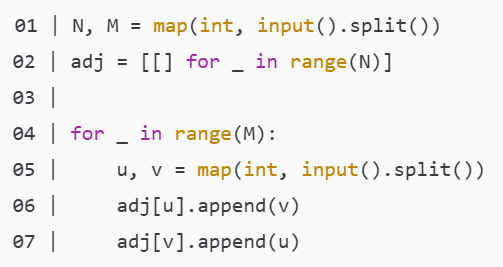 01 | N, M = map(int, input().split())
02 | adj = [[] for _ in range(N)]
03 |
04 | for _ in range(M):
05 |     u, v = map(int, input().split())
06 |     adj[u].append(v)
07 |     adj[v].append(u)